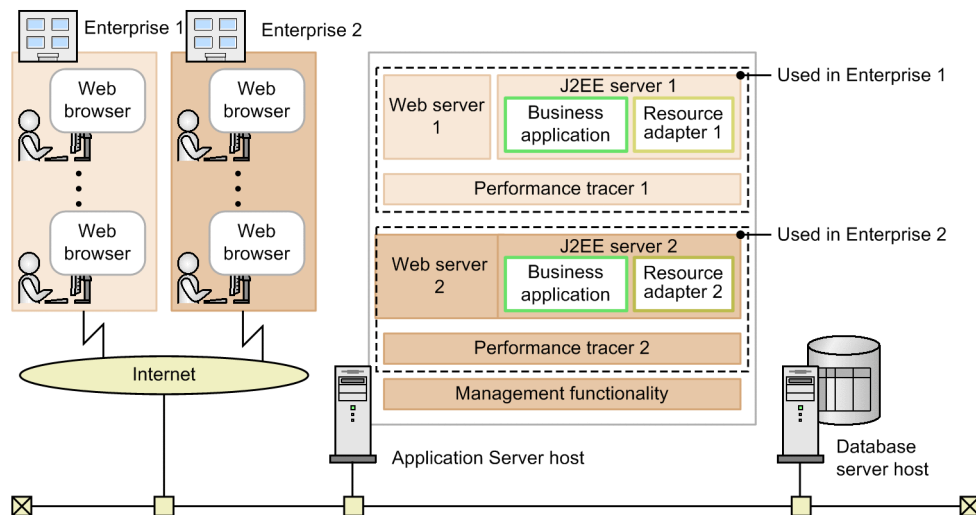 Enterprise 1
Enterprise 2
Web
browser
Web
browser
Web
browser
Web
browser
Internet
Used in Enterprise 1
Web server
1
J2EE server 1
Business
application
Resource
adapter 1
Performance tracer 1
Used in Enterprise 2
Web server
2
J2EE server 2
Business
application
Resource
adapter 2
Performance tracer 2
Management functionality
Application Server host
Database
server host